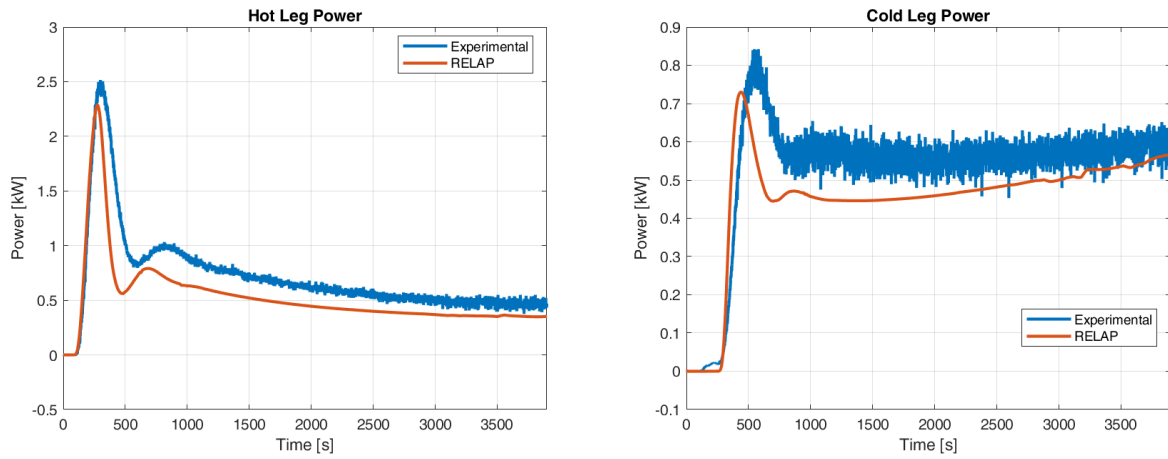 Hot Leg Power
3
2.5
2
1.5
1
0.5
0
-0.5
Power [kW]
Experimental
RELAP
0 500 1000 1500 2000 2500 3000 3500
Time [s]
Cold Leg Power
0.9
0.8
0.7
0.6
0.5
0.4
0.3
0.2
0.1
0
-0.1
Power [kW]
Experimental
RELAP
0 500 1000 1500 2000 2500 3000 3500
Time [s]